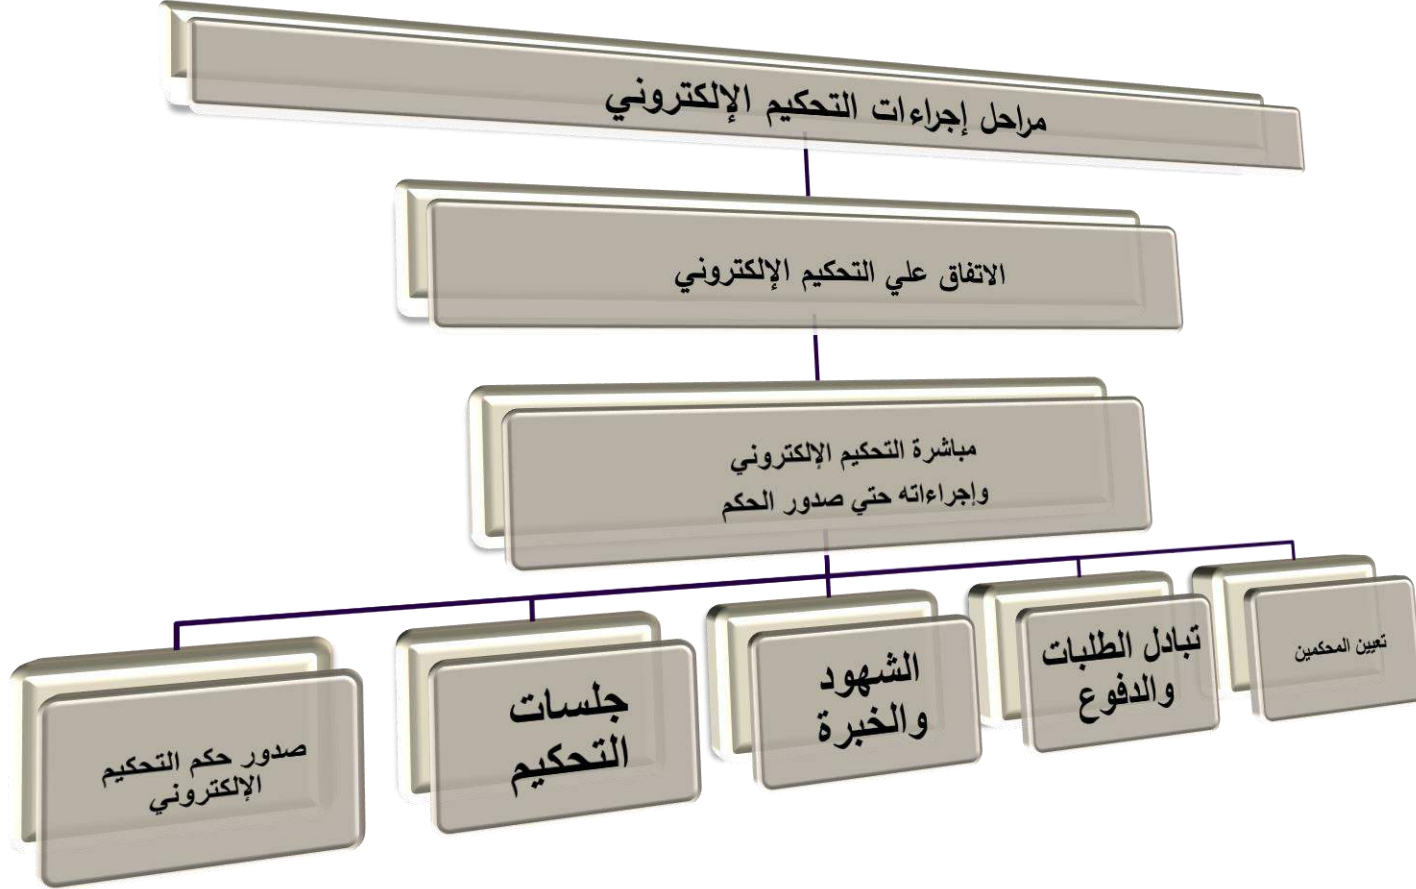 مراحل إجراءات التحكيم الإلكتروني
الاتفاق علي التحكيم الإلكتروني
مباشرة التحكيم الإلكتروني
وإجراءاته حتي صدور الحكم
تعيين المحكمين
تبادل الطلبات
والدفوع
الشهود
والخبرة
جلسات
التحكيم
صدور حكم التحكيم
الإلكتروني